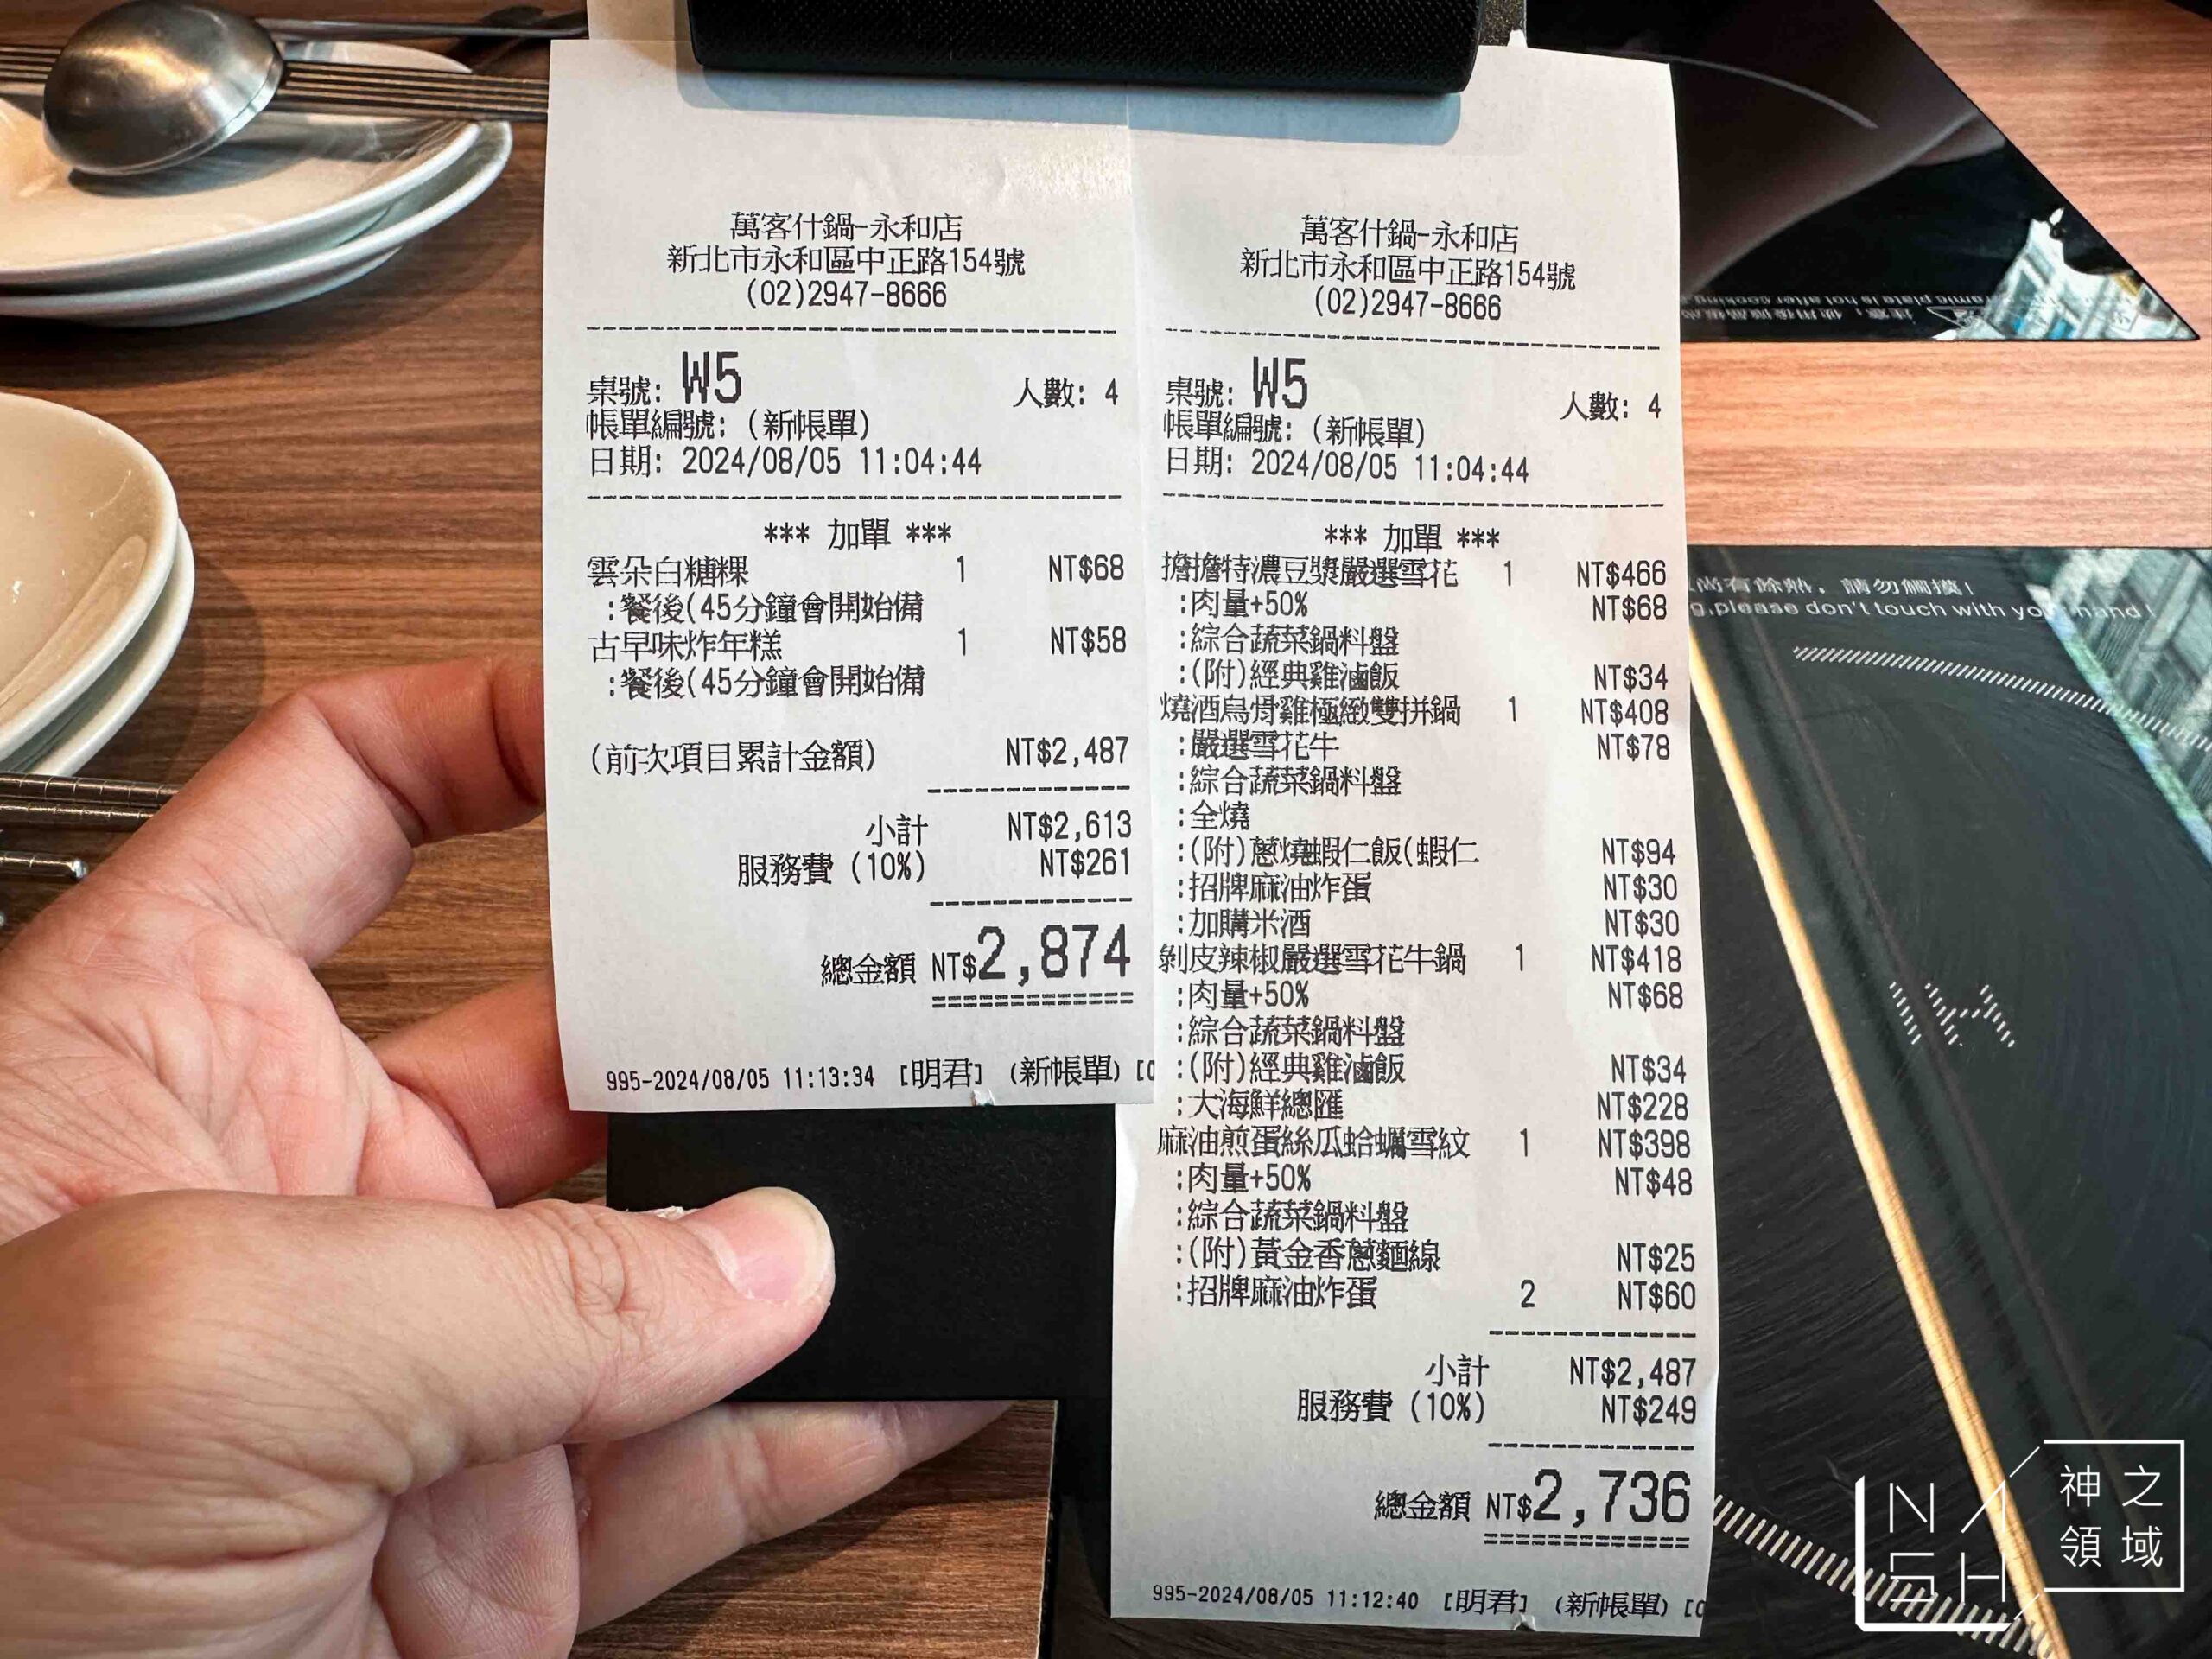 萬客什鍋-永和店
新北市永和區中正路154號
(02)2947-8666
桌號: W5 人數: 4
帳單編號: (新帳單)
日期: 2024/08/05 11:04:44
*** 加單 ***
雲朵白糖粿 1 NT$68
:餐後(45分鐘會開始備
古早味炸年糕 1 NT$58
:餐後(45分鐘會開始備
(前次項目累計金額) NT$2,487
小計 NT$2,613
服務費 (10%) NT$261
總金額 NT$2,874
995-2024/08/05 11:13:34 [明君] (新帳單)
萬客什鍋-永和店
新北市永和區中正路154號
(02)2947-8666
桌號: W5 人數: 4
帳單編號: (新帳單)
日期: 2024/08/05 11:04:44
*** 加單 ***
擔擔特濃豆漿嚴選雪花 1 NT$466
:肉量+50% NT$68
:綜合蔬菜鍋料盤
:(附)經典雞滷飯 NT$34
燒酒烏骨雞極緻雙拼鍋 1 NT$408
:嚴選雪花牛 NT$78
:綜合蔬菜鍋料盤
:全燒
:(附)蔥燒蝦仁飯(蝦仁 NT$94
:招牌麻油炸蛋 NT$30
:加購米酒 NT$30
剝皮辣椒嚴選雪花牛鍋 1 NT$418
:肉量+50% NT$68
:綜合蔬菜鍋料盤
:(附)經典雞滷飯 NT$34
:大海鮮總匯 NT$228
麻油煎蛋絲瓜蛤蠣雪紋 1 NT$398
:肉量+50% NT$48
:綜合蔬菜鍋料盤
:(附)黃金香蔥麵線 NT$25
:招牌麻油炸蛋 2 NT$60
小計 NT$2,487
服務費 (10%) NT$249
總金額 NT$2,736
995-2024/08/05 11:12:40 [明君] (新帳單)
尚有餘熱，請勿觸摸!
please don't touch with your hand!
NASH
神之
領域